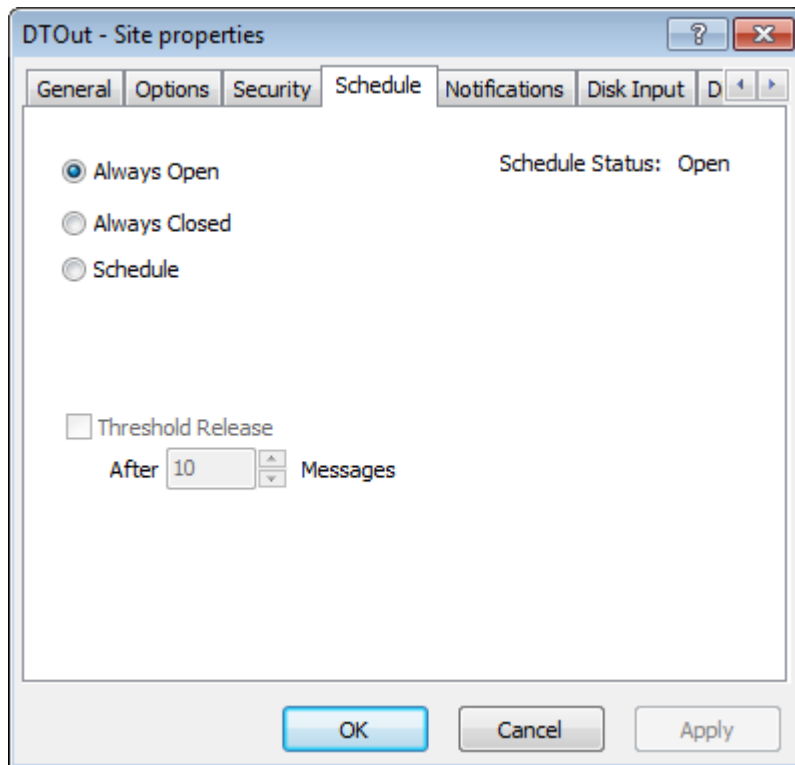 DTOut - Site properties
General Options Security Schedule Notifications Disk Input D
Always Open Schedule Status: Open
Always Closed
Schedule
Threshold Release
After 10 Messages
OK Cancel Apply